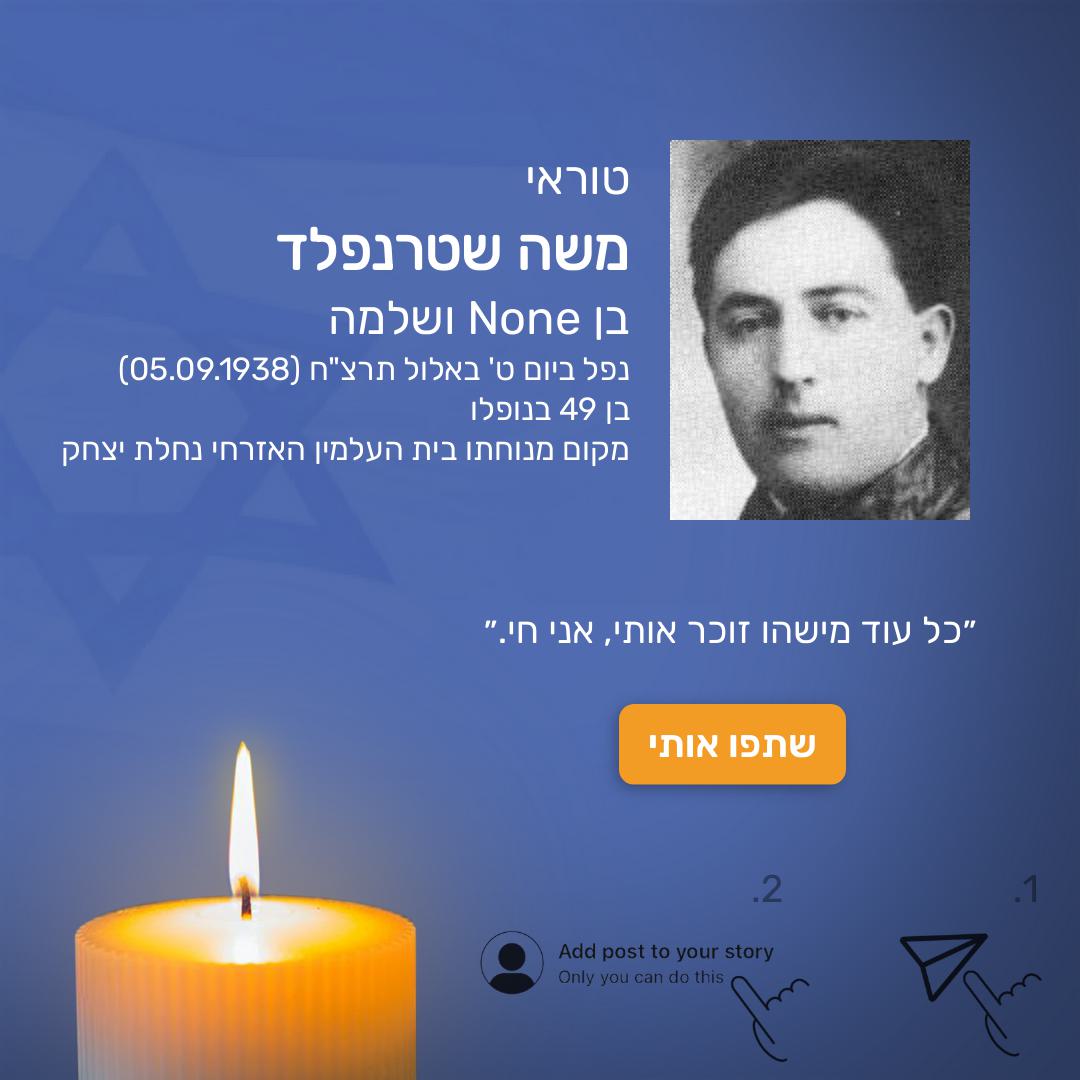 טוראי
משה שטרנפלד
בן None ושלמה
נפל ביום ט' באלול תרצ"ח (05.09.1938)
בן 49 בנופלו
מקום מנוחתו בית העלמין האזרחי נחלת יצחק
״כל עוד מישהו זוכר אותי, אני חי.״
שתפו אותי
.1
.2
Add post to your story
Only you can do this